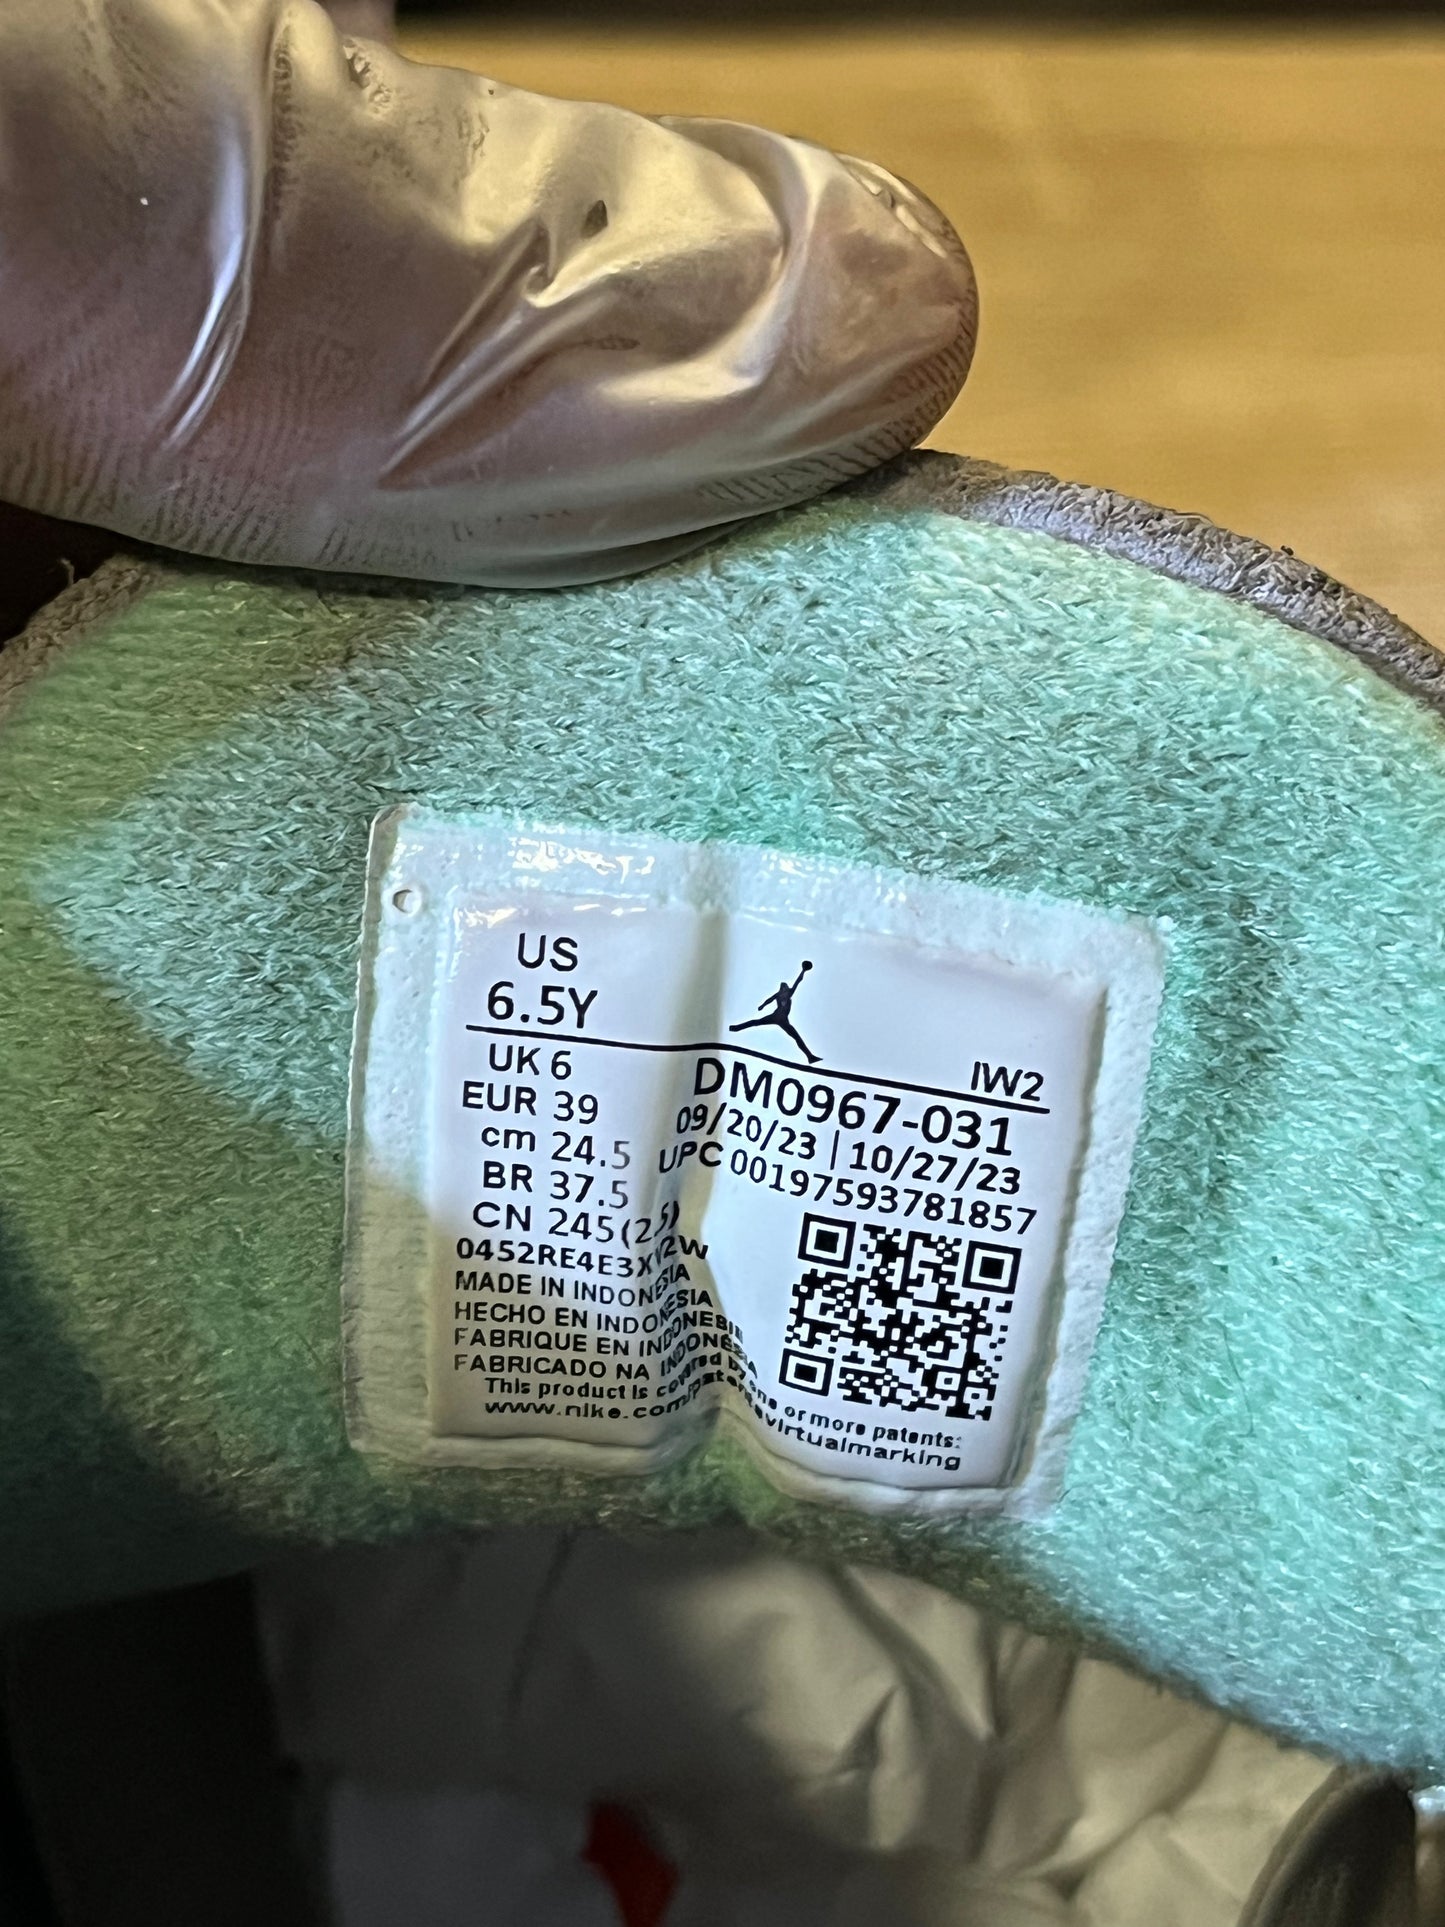 US
6.5Y
UK 6
EUR 39
cm 24.5
BR 37.5
CN 245(2.5)
0452RE4E3XV2W
MADE IN INDONESIA
HECHO EN INDONESIA
FABRIQUE EN INDONESIE
FABRICADO NA INDONÉSIA
IW2
DM0967-031
09/20/23 | 10/27/23
UPC 00197593781857
This product is covered by one or more patents:
www.nike.com/patentsvirtualmarking